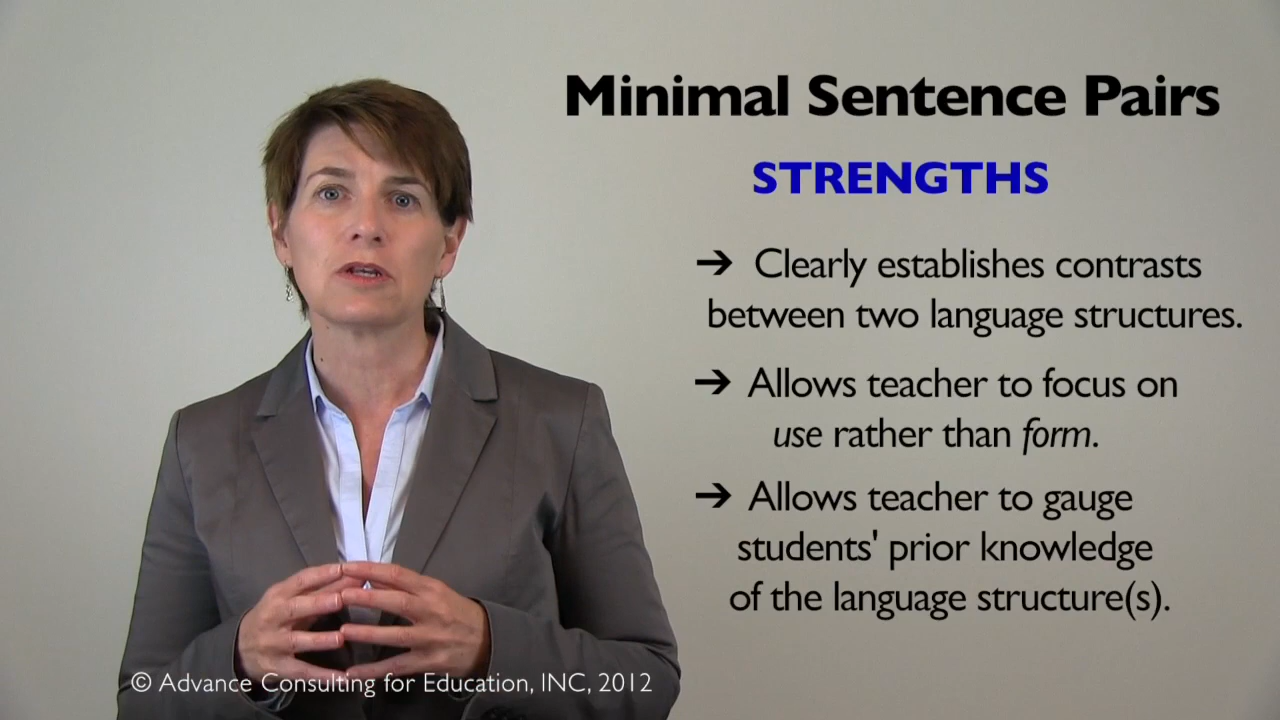 Minimal Sentence Pairs
STRENGTHS
➔ Clearly establishes contrasts
between two language structures.
➔ Allows teacher to focus on
use rather than form.
➔ Allows teacher to gauge
students' prior knowledge
of the language structure(s).
© Advance Consulting for Education, INC, 2012